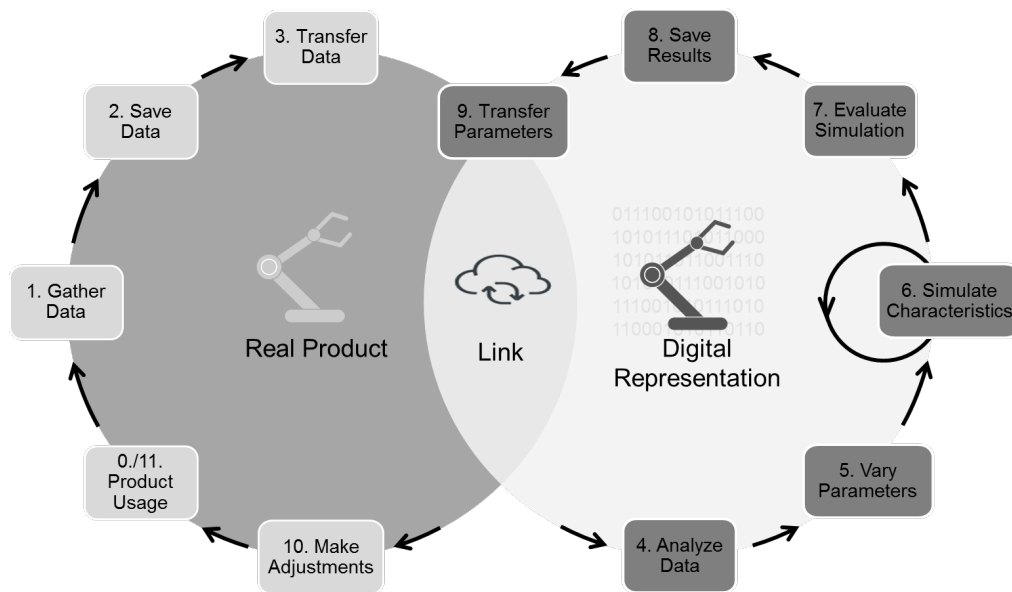 3. Transfer
Data
8. Save
Results
2. Save
Data
9. Transfer
Parameters
7. Evaluate
Simulation
011100101011100
1. Gather
Data
6. Simulate
Characteristics
Real Product
Link
Digital
Representation
0./11.
Product
Usage
5. Vary
Parameters
10. Make
Adjustments
4. Analyze
Data